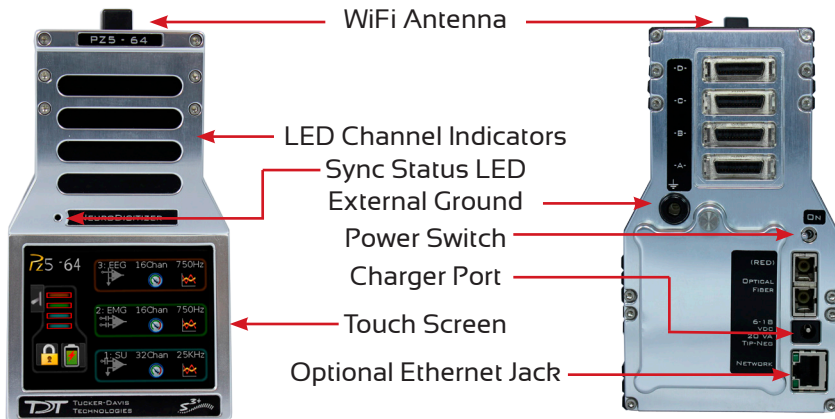 WiFi Antenna
PZ5 - 64
LED Channel Indicators
Sync Status LED
External Ground
Power Switch
Charger Port
Touch Screen
Optional Ethernet Jack
NeuroDigitizer
Pz5 -64
3: EEG 16Chan 750Hz
2: EMG 16Chan 750Hz
1: SU 32Chan 25KHz
TDT Tucker-Davis
Technologies
S3+
-D-
-C-
-B-
-A-
On
(Red)
Optical
Fiber
6-18
VDC
20 VA
Tip-Neg
Network